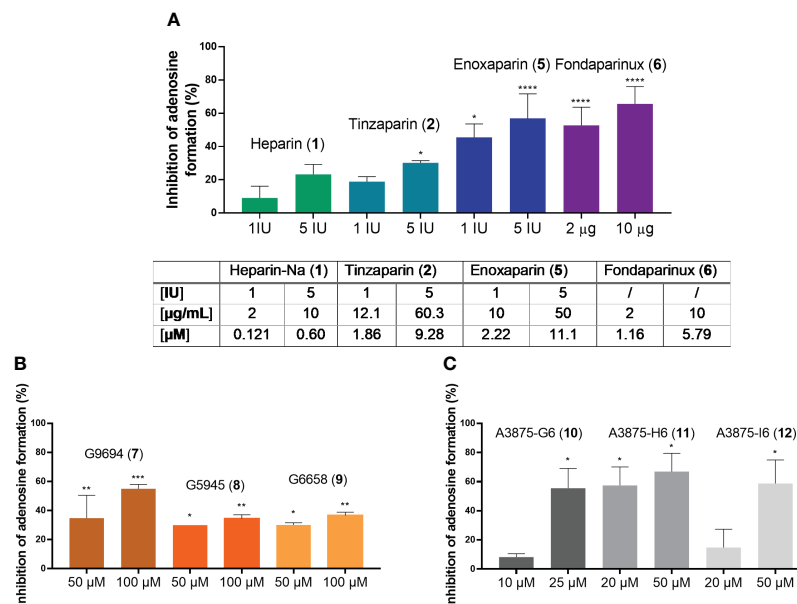 A
Inhibition of adenosine
formation (%)
100
80
60
40
20
0
Heparin (1)
Tinzaparin (2)
Enoxaparin (5) Fondaparinux (6)
*
*
****
****
****
1IU 5 IU 1 IU 5 IU 1 IU 5 IU 2 µg 10 µg
Heparin-Na (1) Tinzaparin (2) Enoxaparin (5) Fondaparinux (6)
[IU] 1 5 1 5 1 5 / /
[µg/mL] 2 10 12.1 60.3 10 50 2 10
[µM] 0.121 0.60 1.86 9.28 2.22 11.1 1.16 5.79
B
nhibition of adenosine formation (%)
100
80
60
40
20
0
G9694 (7)
G5945 (8)
G6658 (9)
** *** * ** * **
50 µM 100 µM 50 µM 100 µM 50 µM 100 µM
C
nhibition of adenosine formation (%)
100
80
60
40
20
0
A3875-G6 (10) A3875-H6 (11) A3875-I6 (12)
* * * *
10 µM 25 µM 20 µM 50 µM 20 µM 50 µM